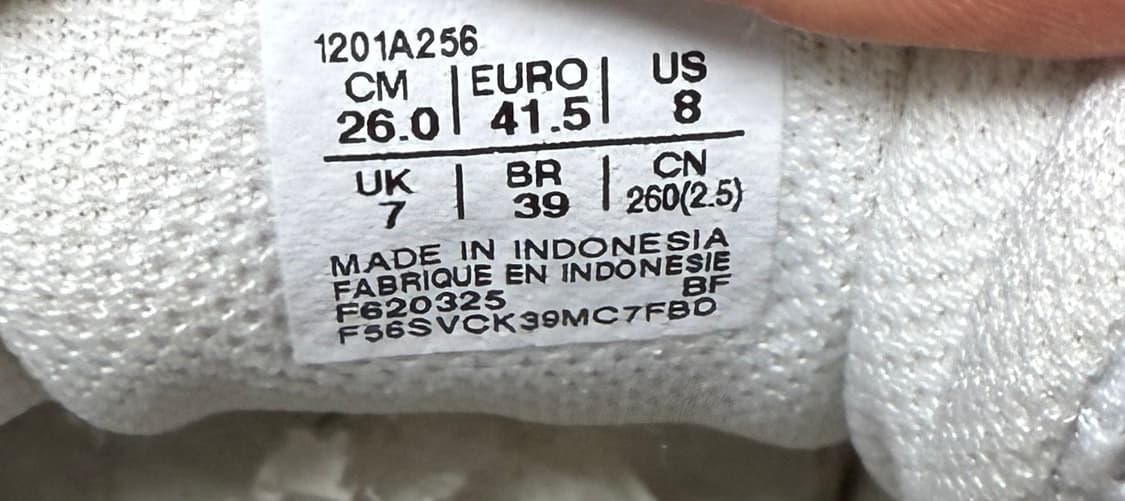 1201A256
CM | EURO | US
26.0 | 41.5 | 8
UK | BR | CN
7 | 39 | 260(2.5)
MADE IN INDONESIA
FABRIQUE EN INDONESIE
F620325 BF
F56SVCK39MC7FBD